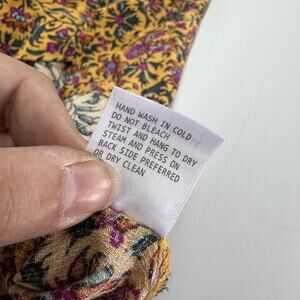 HAND WASH IN COLD
DO NOT BLEACH
TWIST AND HANG TO DRY
STEAM AND PRESS ON
BACK SIDE PREFERRED
OR DRY CLEAN